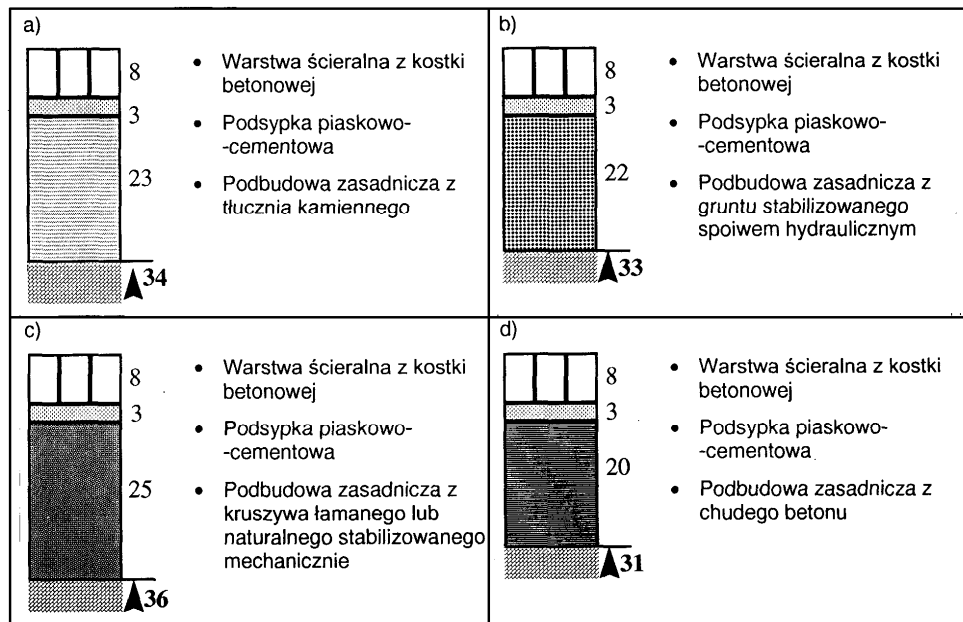 a)
8
3
23
34
• Warstwa ścieralna z kostki
betonowej
• Podsypka piaskowo-
-cementowa
• Podbudowa zasadnicza z
tłucznia kamiennego
b)
8
3
22
33
• Warstwa ścieralna z kostki
betonowej
• Podsypka piaskowo-
-cementowa
• Podbudowa zasadnicza z
gruntu stabilizowanego
spoiwem hydraulicznym
c)
8
3
25
36
• Warstwa ścieralna z kostki
betonowej
• Podsypka piaskowo-
-cementowa
• Podbudowa zasadnicza z
kruszywa łamanego lub
naturalnego stabilizowanego
mechanicznie
d)
8
3
20
31
• Warstwa ścieralna z kostki
betonowej
• Podsypka piaskowo-
-cementowa
• Podbudowa zasadnicza z
chudego betonu